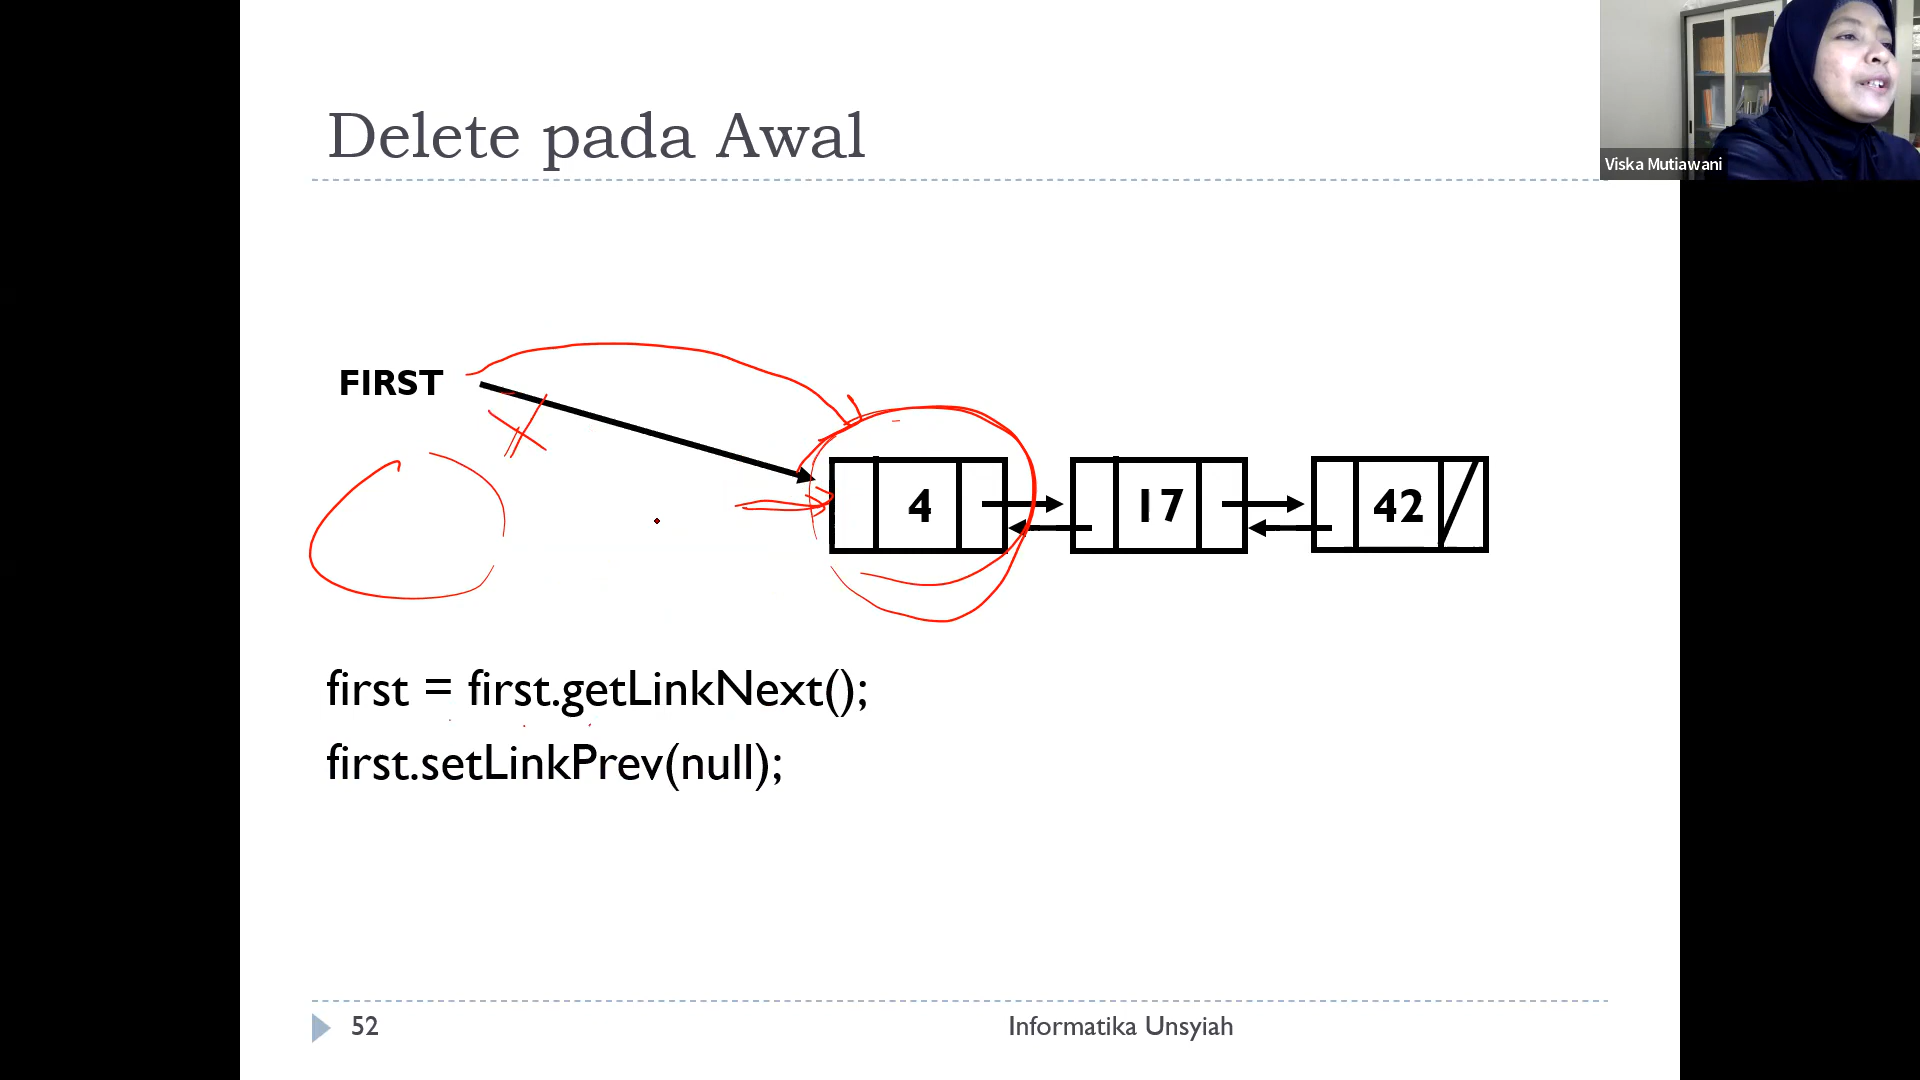 Delete pada Awal
Viska Mutiawani
FIRST
4 17 42
first = first.getLinkNext();
first.setLinkPrev(null);
52 Informatika Unsyiah